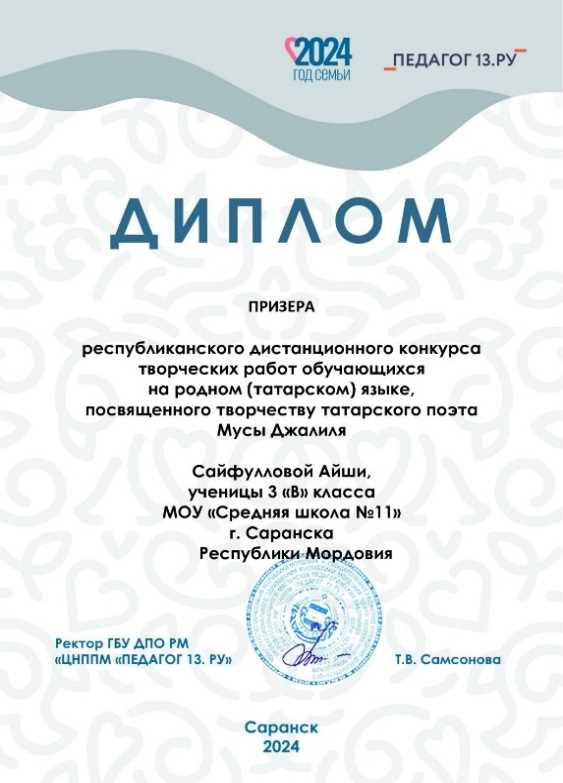 2024
ГОД СЕМЬИ
ПЕДАГОГ 13.РУ
ДИПЛОМ
ПРИЗЕРА
республиканского дистанционного конкурса
творческих работ обучающихся
на родном (татарском) языке,
посвященного творчеству татарского поэта
Мусы Джалиля
Сайфулловой Айши,
ученицы 3 «В» класса
МОУ «Средняя школа №11»
г. Саранска
Республики Мордовия
Ректор ГБУ ДПО РМ
«ЦНППМ «ПЕДАГОГ 13. РУ»
Т.В. Самсонова
Саранск
2024